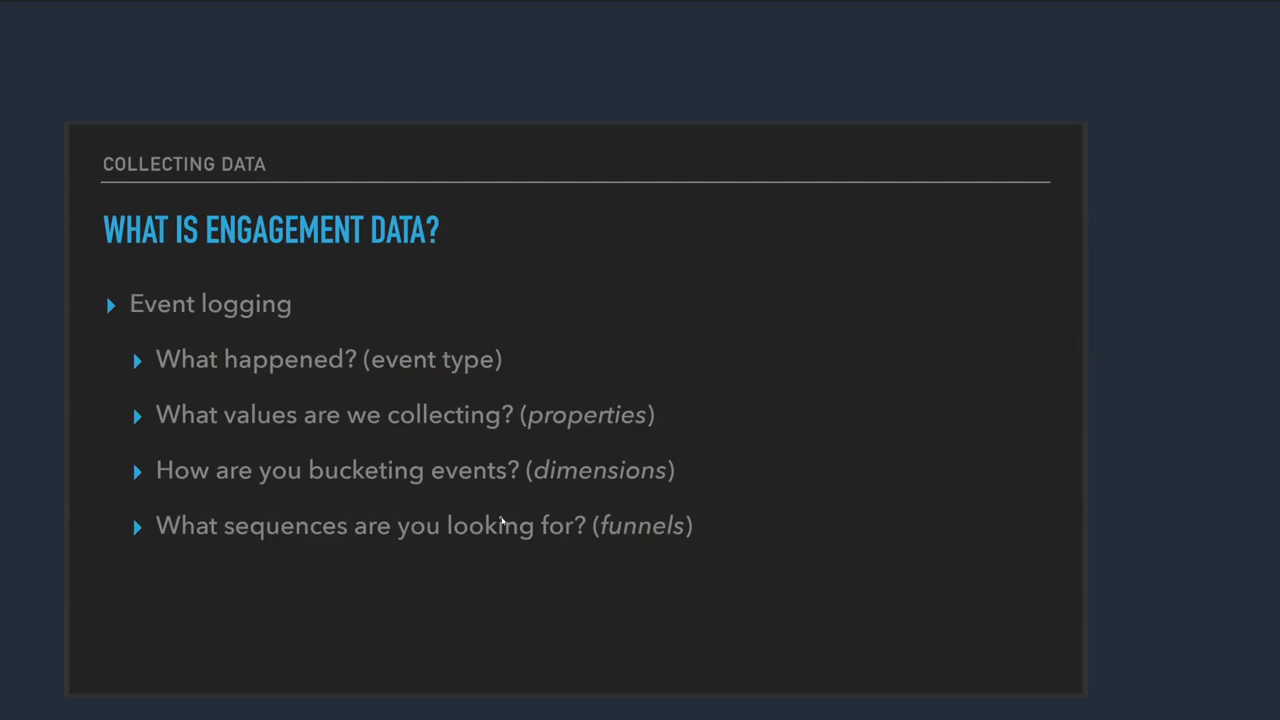 COLLECTING DATA
WHAT IS ENGAGEMENT DATA?
Event logging
What happened? (event type)
What values are we collecting? (properties)
How are you bucketing events? (dimensions)
What sequences are you looking for? (funnels)